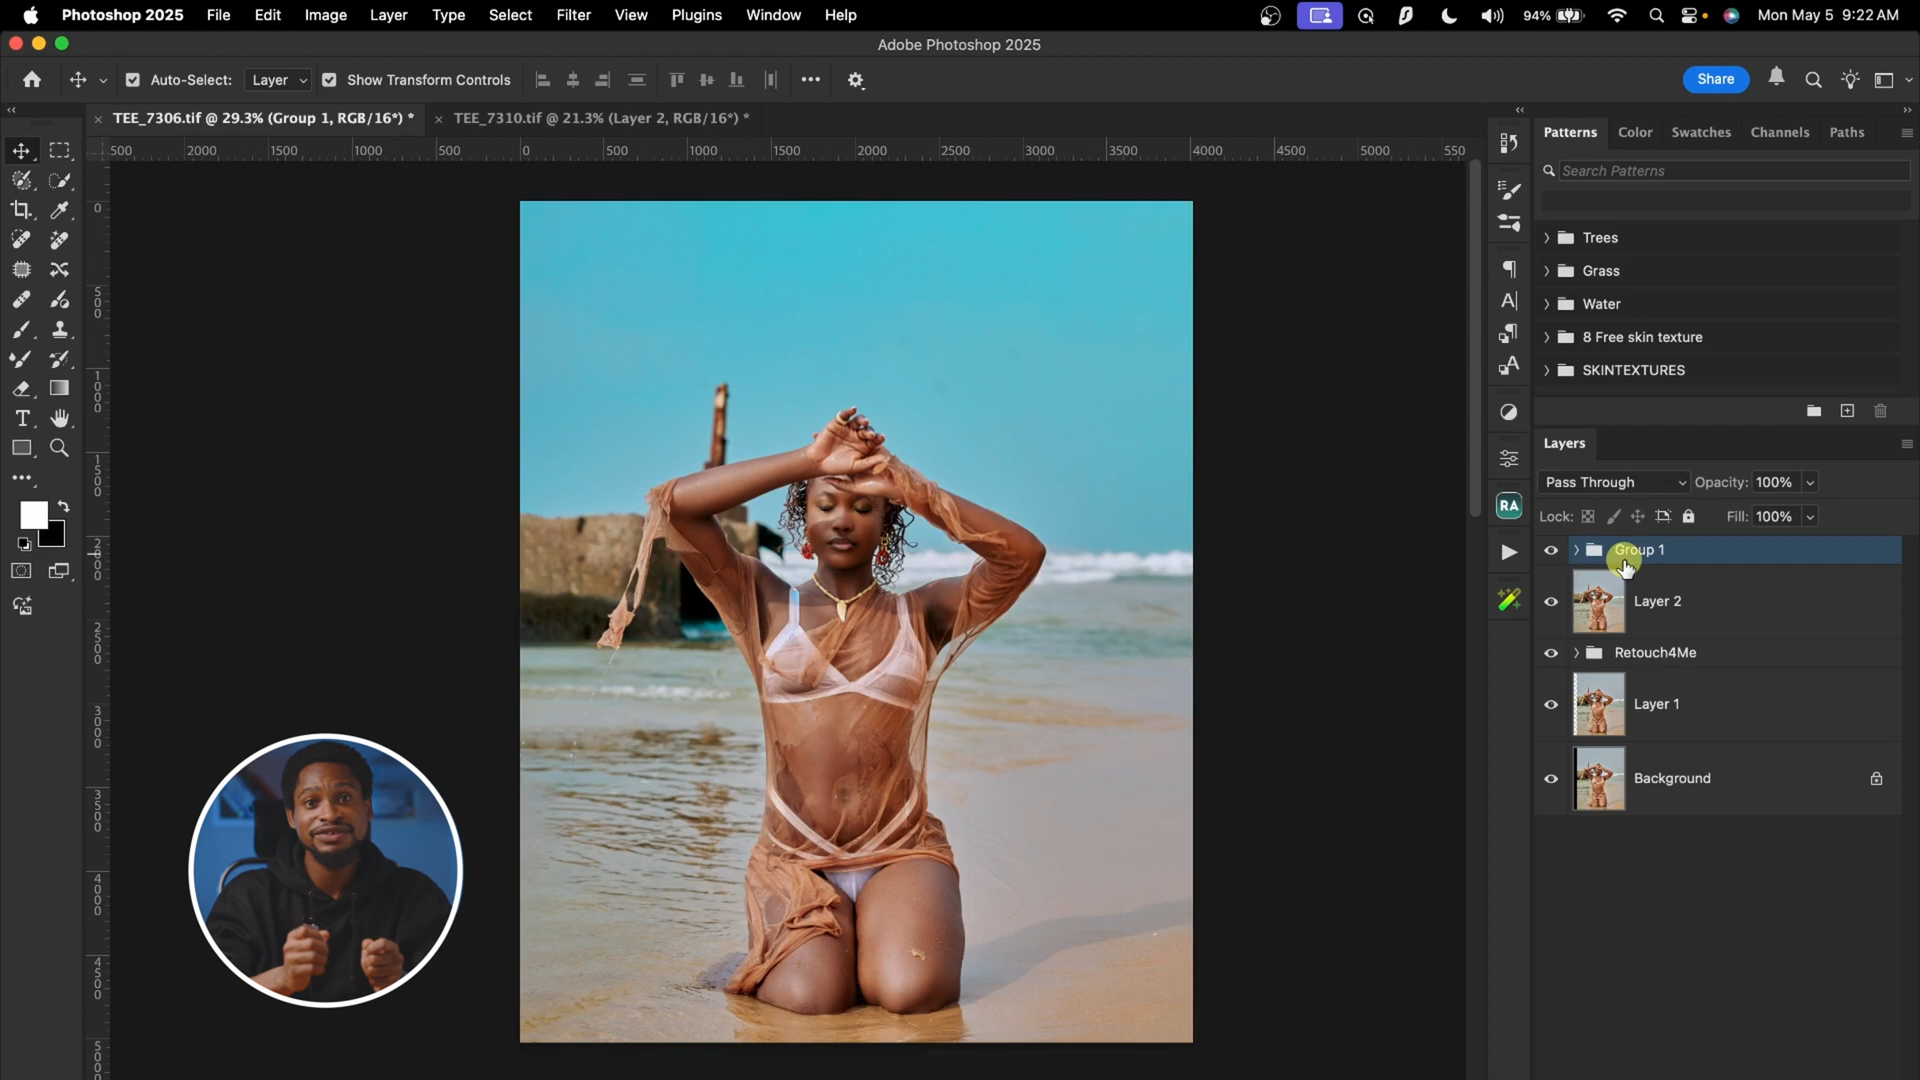 Photoshop 2025 File Edit Image Layer Type Select Filter View Plugins Window Help 94% Mon May 5 9:22 AM
Adobe Photoshop 2025
Auto-Select: Layer Show Transform Controls Share
TEE_7306.tif @ 29.3% (Group 1, RGB/16*) * TEE_7310.tif @ 21.3% (Layer 2, RGB/16*) *
500 2000 1500 1000 500 0 500 1000 1500 2000 2500 3000 3500 4000 4500 5000 550
Patterns Color Swatches Channels Paths
Search Patterns
Trees
Grass
Water
8 Free skin texture
SKINTEXTURES
Layers
Pass Through Opacity: 100%
Lock: Fill: 100%
RA
Group 1
Layer 2
Retouch4Me
Layer 1
Background
0
500
1000
1500
2000
2500
3000
3500
4000
4500
5000